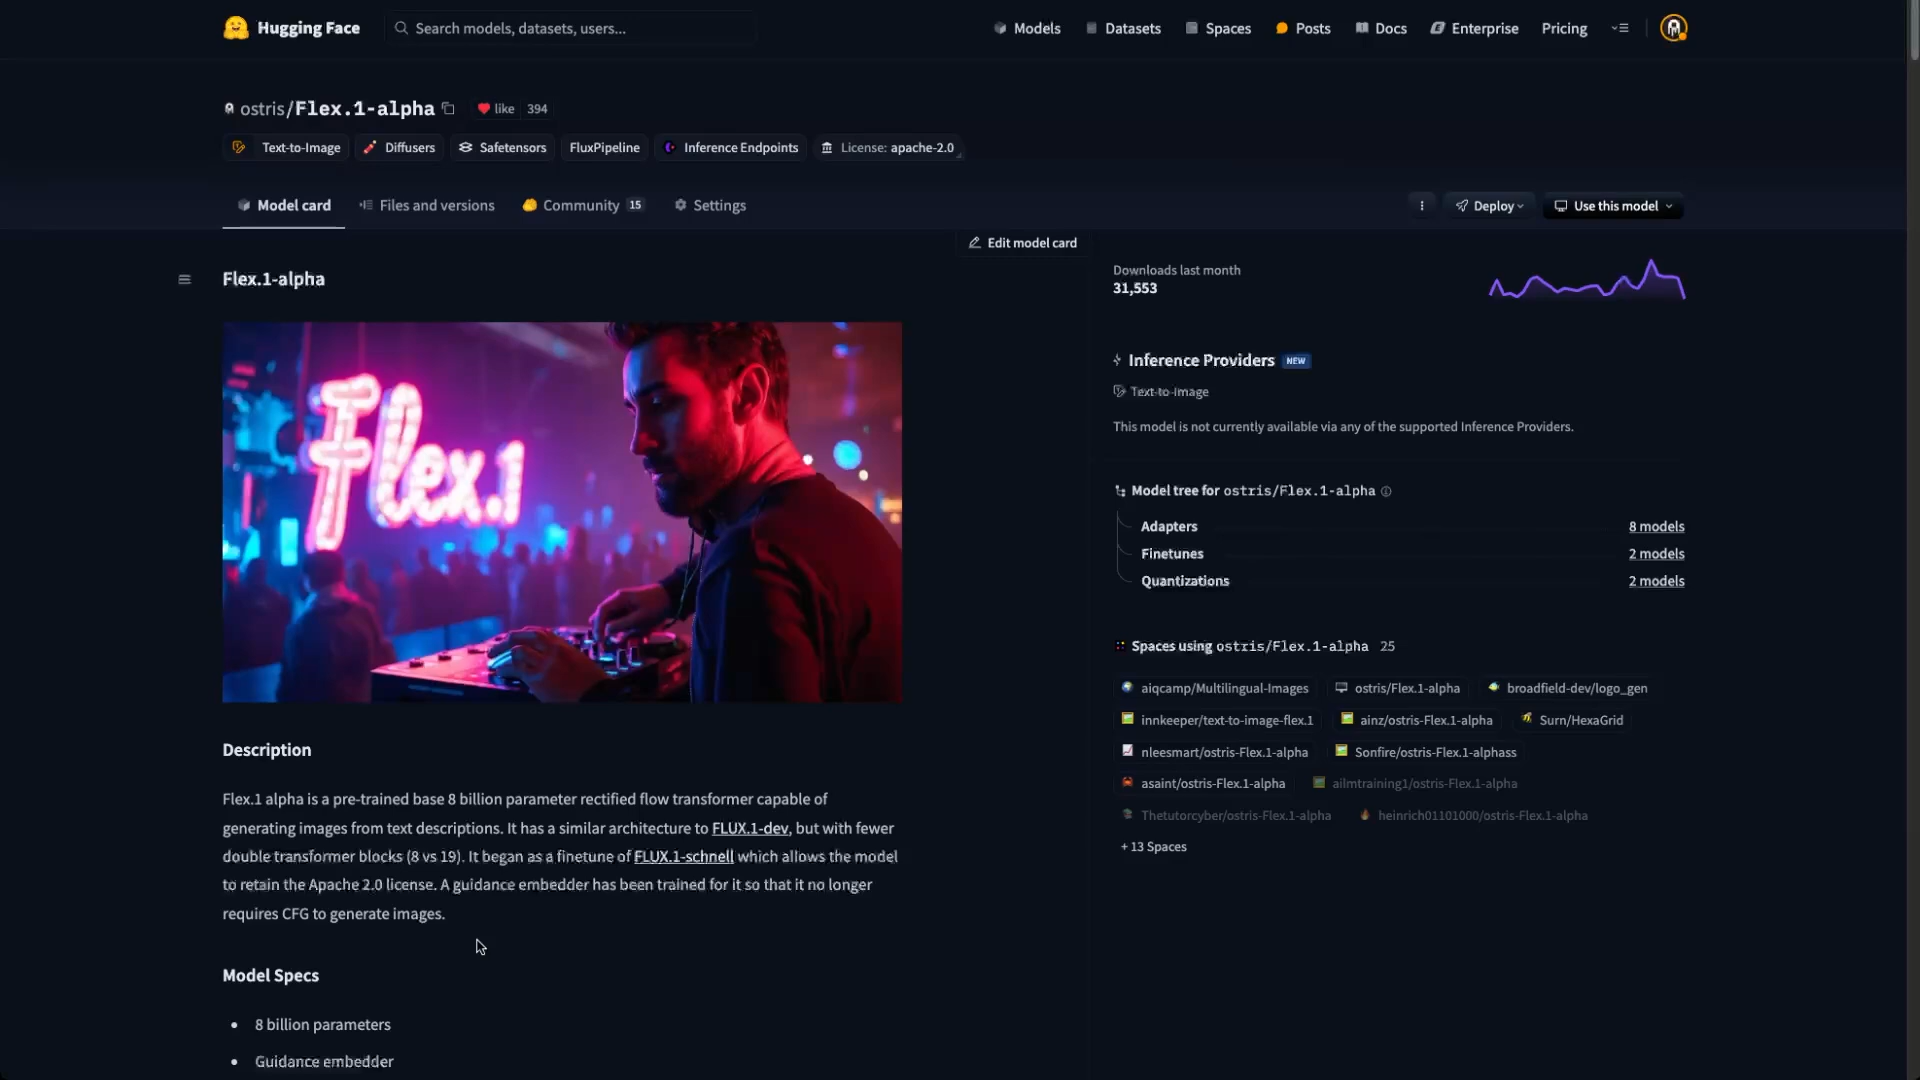 Hugging Face
Search models, datasets, users...
Models
Datasets
Spaces
Posts
Docs
Enterprise
Pricing
ostris/Flex.1-alpha
like 394
Text-to-Image
Diffusers
Safetensors
FluxPipeline
Inference Endpoints
License: apache-2.0
Model card
Files and versions
Community 15
Settings
Deploy
Use this model
Edit model card
Flex.1-alpha
Flex.1
Description
Flex.1 alpha is a pre-trained base 8 billion parameter rectified flow transformer capable of
generating images from text descriptions. It has a similar architecture to FLUX.1-dev, but with fewer
double transformer blocks (8 vs 19). It began as a finetune of FLUX.1-schnell which allows the model
to retain the Apache 2.0 license. A guidance embedder has been trained for it so that it no longer
requires CFG to generate images.
Model Specs
• 8 billion parameters
• Guidance embedder
Downloads last month
31,553
Inference Providers NEW
Text-to-Image
This model is not currently available via any of the supported Inference Providers.
Model tree for ostris/Flex.1-alpha
Adapters 8 models
Finetunes 2 models
Quantizations 2 models
Spaces using ostris/Flex.1-alpha 25
aiqcamp/Multilingual-Images
ostris/Flex.1-alpha
broadfield-dev/logo_gen
innkeeper/text-to-image-flex.1
ainz/ostris-Flex.1-alpha
Surn/HexaGrid
nleesmart/ostris-Flex.1-alpha
Sonfire/ostris-Flex.1-alphass
asaint/ostris-Flex.1-alpha
ailmtraining1/ostris-Flex.1-alpha
Thetutorcyber/ostris-Flex.1-alpha
heinrich01101000/ostris-Flex.1-alpha
+ 13 Spaces